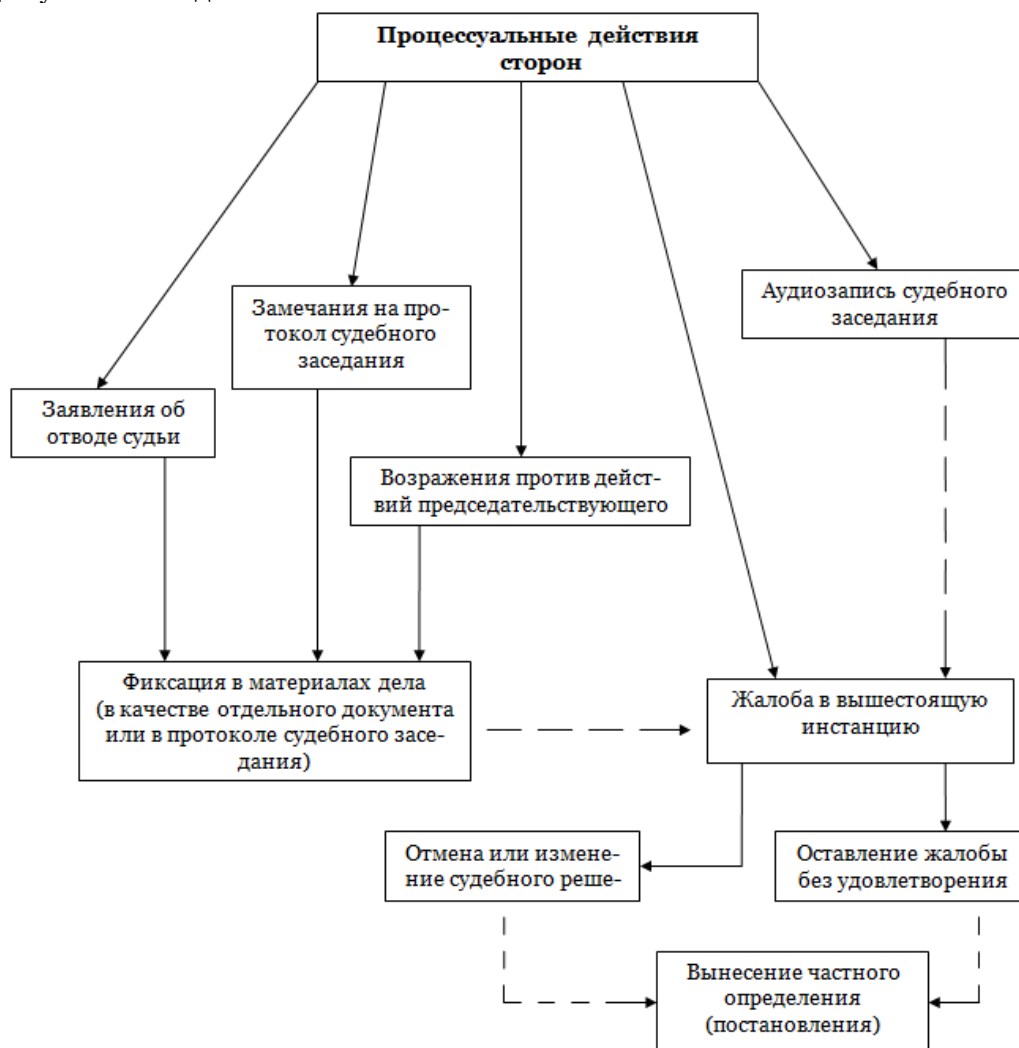 Процессуальные действия
сторон
Замечания на про-
токол судебного
заседания
Аудиозапись судебного
заседания
Заявления об
отводе судьи
Возражения против дейст-
вий председательствующего
Фиксация в материалах дела
(в качестве отдельного документа
или в протоколе судебного засе-
дания)
Жалоба в вышестоящую
инстанцию
Отмена или измене-
ние судебного реше-
Оставление жалобы
без удовлетворения
Вынесение частного
определения
(постановления)